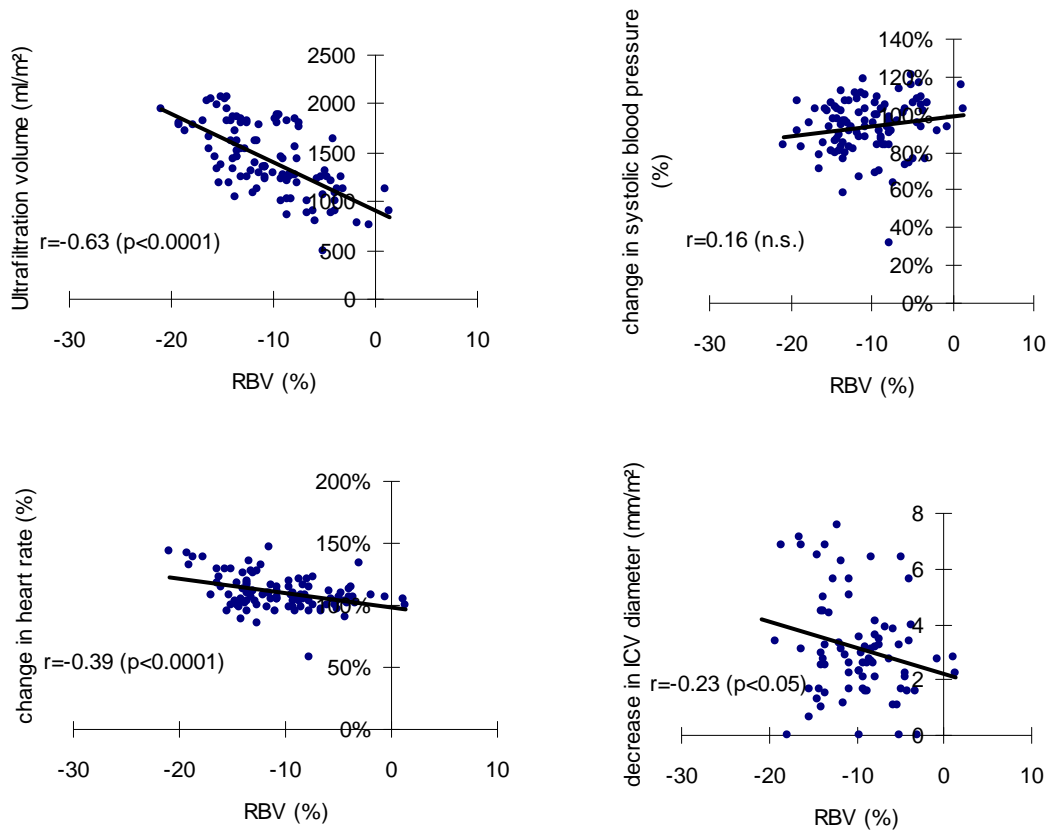 Ultrafiltration volume (ml/m²)
2500
2000
1500
1000
500
0
r=-0.63 (p<0.0001)
-30 -20 -10 0 10
RBV (%)
change in systolic blood pressure
(%)
140%
120%
100%
80%
60%
40%
20%
0%
r=0.16 (n.s.)
-30 -20 -10 0 10
RBV (%)
change in heart rate (%)
200%
150%
100%
50%
0%
r=-0.39 (p<0.0001)
-30 -20 -10 0 10
RBV (%)
decrease in ICV diameter (mm/m²)
8
6
4
2
0
r=-0.23 (p<0.05)
-30 -20 -10 0 10
RBV (%)